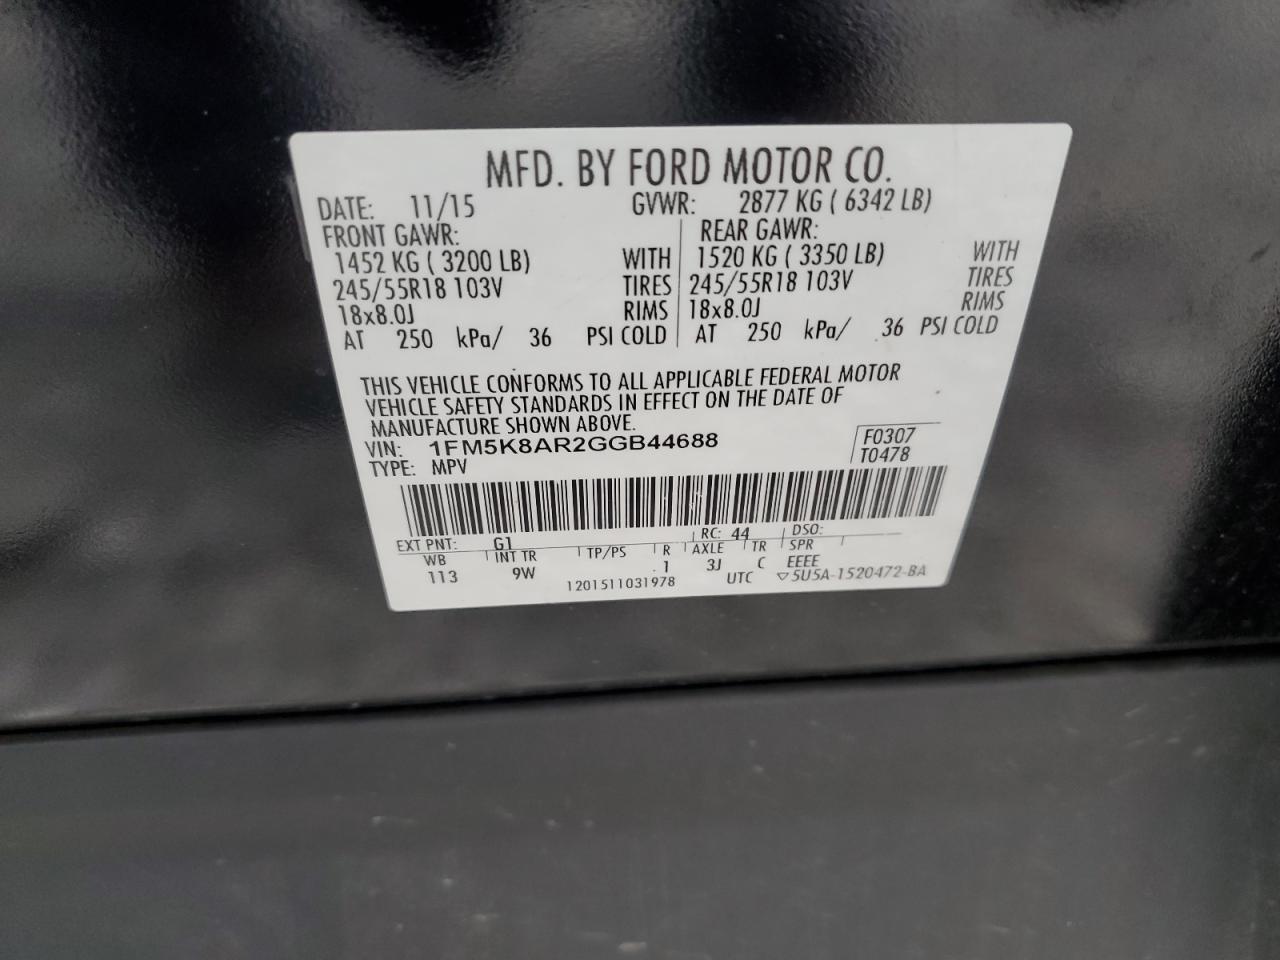 MFD. BY FORD MOTOR CO.
DATE: 11/15 GVWR: 2877 KG ( 6342 LB)
FRONT GAWR: REAR GAWR:
1452 KG ( 3200 LB) WITH 1520 KG ( 3350 LB) WITH
245/55R18 103V TIRES 245/55R18 103V TIRES
18x8.0J RIMS 18x8.0J RIMS
AT 250 kPa/ 36 PSI COLD AT 250 kPa/ 36 PSI COLD
THIS VEHICLE CONFORMS TO ALL APPLICABLE FEDERAL MOTOR
VEHICLE SAFETY STANDARDS IN EFFECT ON THE DATE OF
MANUFACTURE SHOWN ABOVE.
VIN: 1FM5K8AR2GGB44688 F0307
TYPE: MPV T0478
EXT PNT: G1 RC: 44 DSO:
WB INT TR TP/PS R AXLE TR SPR
113 9W 1 3J C EEEE
1201511031978 UTC ▽5U5A-1520472-BA